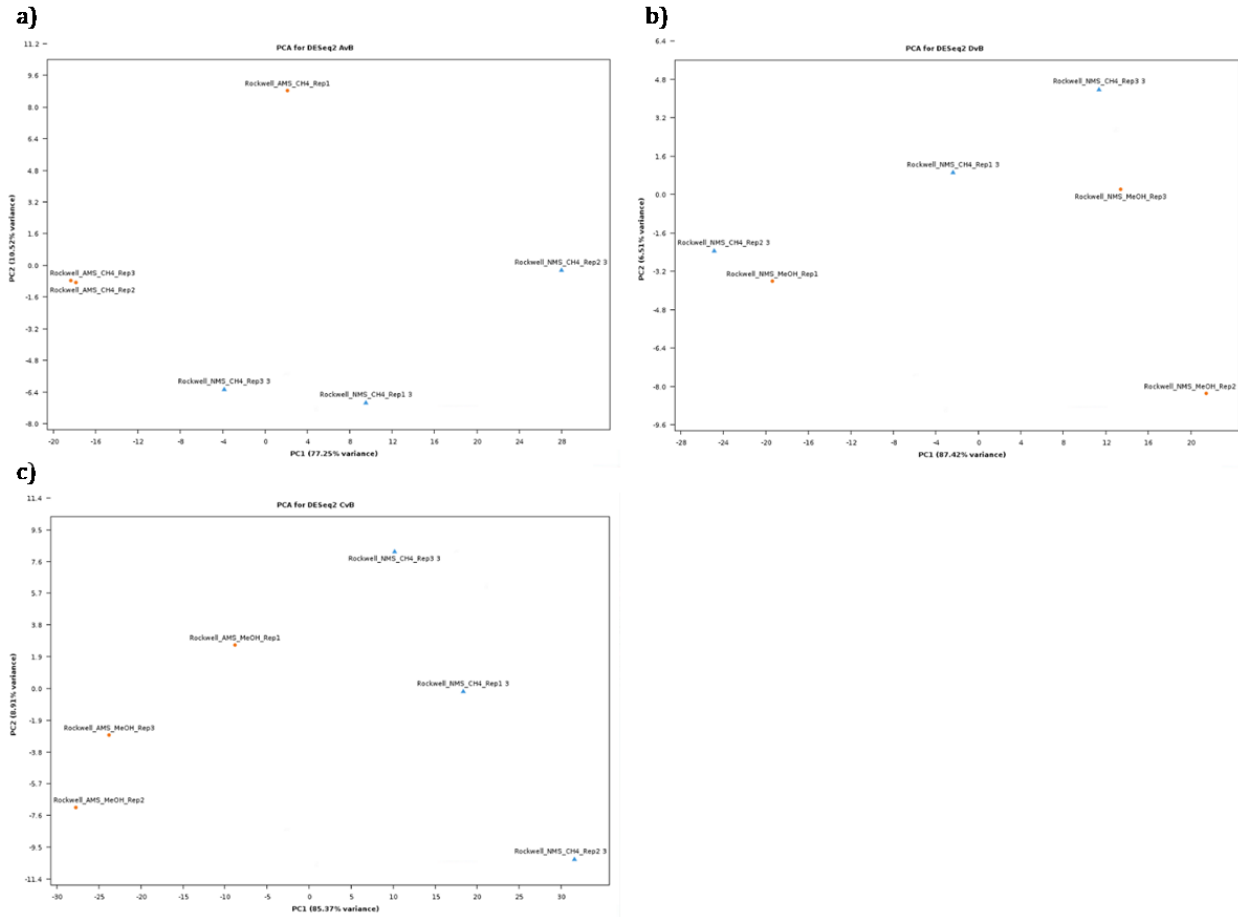 a)
PCA for DESeq2 AvB
11.2
9.6
8.0
6.4
4.8
3.2
1.6
0.0
-1.6
-3.2
-4.8
-6.4
-8.0
PC2 (10.52% variance)
Rockwell_AMS_CH4_Rep1
Rockwell_NMS_CH4_Rep2 3
Rockwell_AMS_CH4_Rep3
Rockwell_AMS_CH4_Rep2
Rockwell_NMS_CH4_Rep3 3
Rockwell_NMS_CH4_Rep1 3
-20 -16 -12 -8 -4 0 4 8 12 16 20 24 28
PC1 (77.25% variance)
b)
PCA for DESeq2 DvB
6.4
4.8
3.2
1.6
0.0
-1.6
-3.2
-4.8
-6.4
-8.0
-9.6
PC2 (6.51% variance)
Rockwell_NMS_CH4_Rep3 3
Rockwell_NMS_CH4_Rep1 3
Rockwell_NMS_MeOH_Rep3
Rockwell_NMS_CH4_Rep2 3
Rockwell_NMS_MeOH_Rep1
Rockwell_NMS_MeOH_Rep2
-28 -24 -20 -16 -12 -8 -4 0 4 8 12 16 20
PC1 (87.42% variance)
c)
PCA for DESeq2 CvB
11.4
9.5
7.6
5.7
3.8
1.9
0.0
-1.9
-3.8
-5.7
-7.6
-9.5
-11.4
PC2 (8.91% variance)
Rockwell_NMS_CH4_Rep3 3
Rockwell_AMS_MeOH_Rep1
Rockwell_NMS_CH4_Rep1 3
Rockwell_AMS_MeOH_Rep3
Rockwell_AMS_MeOH_Rep2
Rockwell_NMS_CH4_Rep2 3
-30 -25 -20 -15 -10 -5 0 5 10 15 20 25 30
PC1 (85.37% variance)